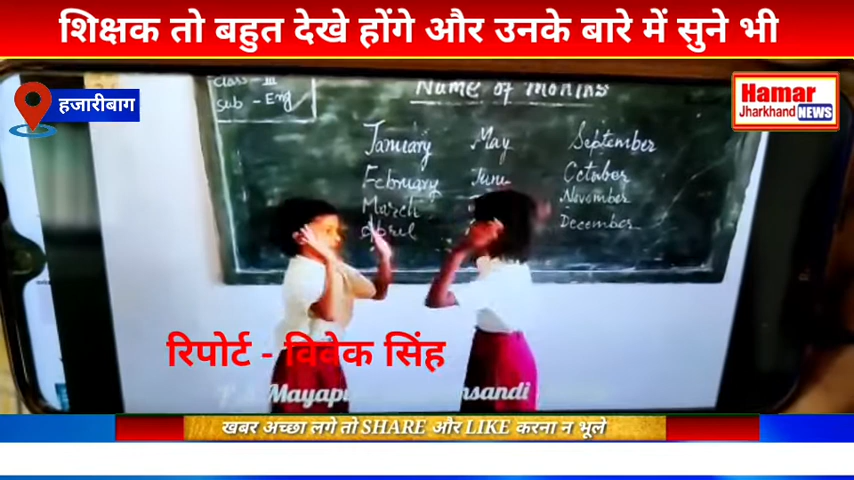 शिक्षक तो बहुत देखे होंगे और उनके बारे में सुने भी
हजारीबाग
Hamar
Jharkhand NEWS
Class - III
Sub - Eng
Name of Months
January May September
February June October
March November
April December
रिपोर्ट - विवेक सिंह
खबर अच्छा लगे तो SHARE और LIKE करना न भूले